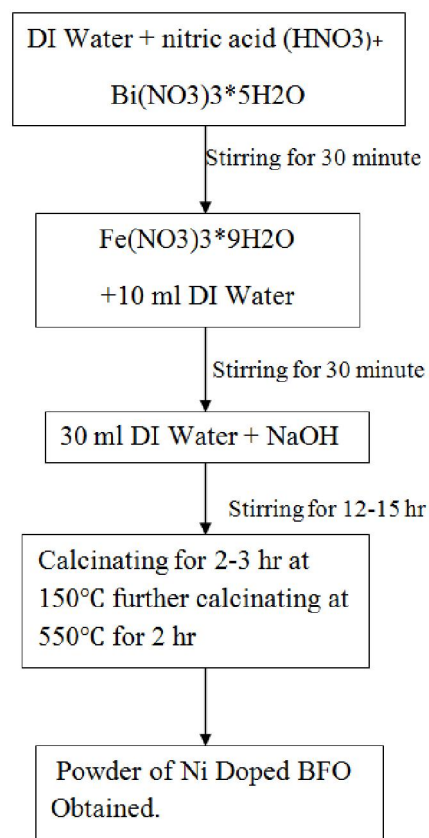 DI Water + nitric acid (HNO3)+
Bi(NO3)3*5H2O
Stirring for 30 minute
Fe(NO3)3*9H2O
+10 ml DI Water
Stirring for 30 minute
30 ml DI Water + NaOH
Stirring for 12-15 hr
Calcinating for 2-3 hr at
150°C further calcinating at
550°C for 2 hr
Powder of Ni Doped BFO
Obtained.